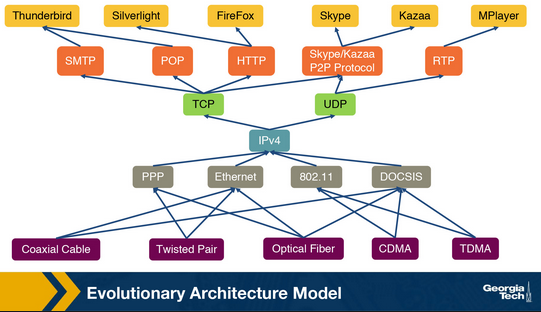 Thunderbird Silverlight FireFox Skype Kazaa MPlayer
SMTP POP HTTP Skype/Kazaa RTP
P2P Protocol
TCP UDP
IPv4
PPP Ethernet 802.11 DOCSIS
Coaxial Cable Twisted Pair Optical Fiber CDMA TDMA
Evolutionary Architecture Model
Georgia
Tech